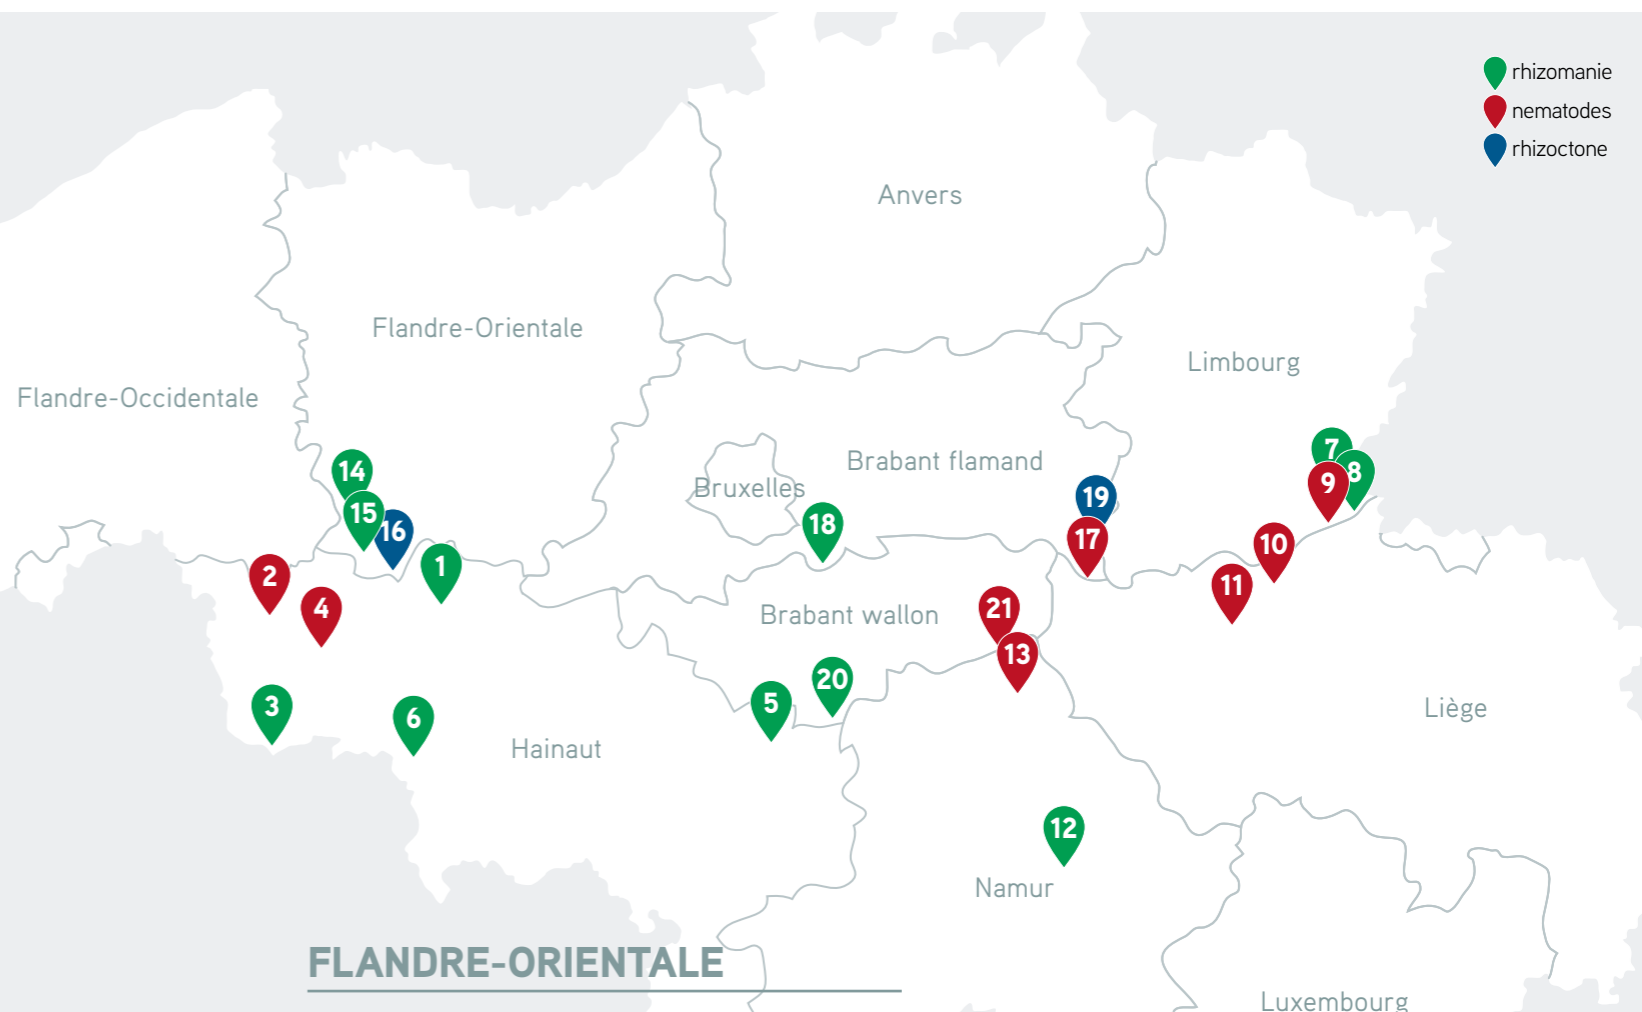 rhizomanie
nematodes
rhizoctone
Anvers
Flandre-Orientale
Limbourg
Flandre-Occidentale
Brabant flamand
Bruxelles
7
8
9
14
15
16
19
18
17
1
10
2
11
4
21
Brabant wallon
13
20
3
5
6
Liège
Hainaut
12
Namur
FLANDRE-ORIENTALE
Luxembourg